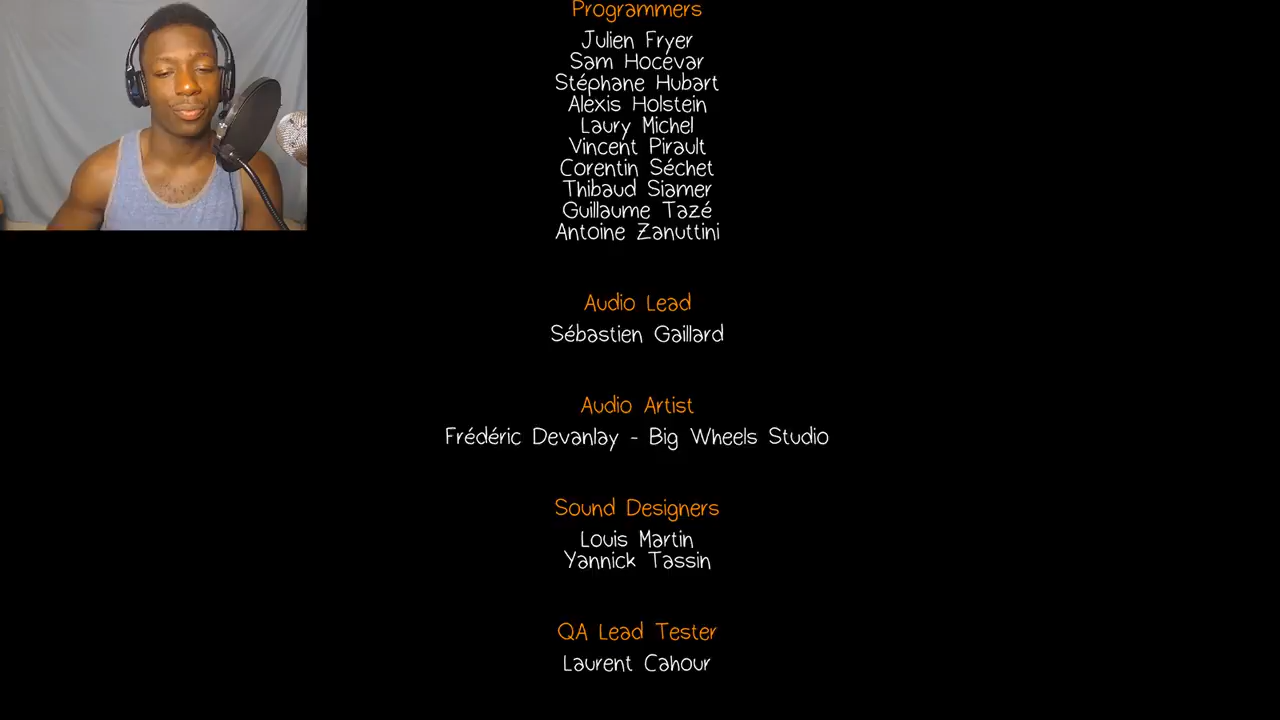 Programmers
Julien Fryer
Sam Hocevar
Stéphane Hubart
Alexis Holstein
Laury Michel
Vincent Pirault
Corentin Séchet
Thibaud Siamer
Guillaume Tazé
Antoine Zanuttini
Audio Lead
Sébastien Gaillard
Audio Artist
Frédéric Devanlay - Big Wheels Studio
Sound Designers
Louis Martin
Yannick Tassin
QA Lead Tester
Laurent Cahour